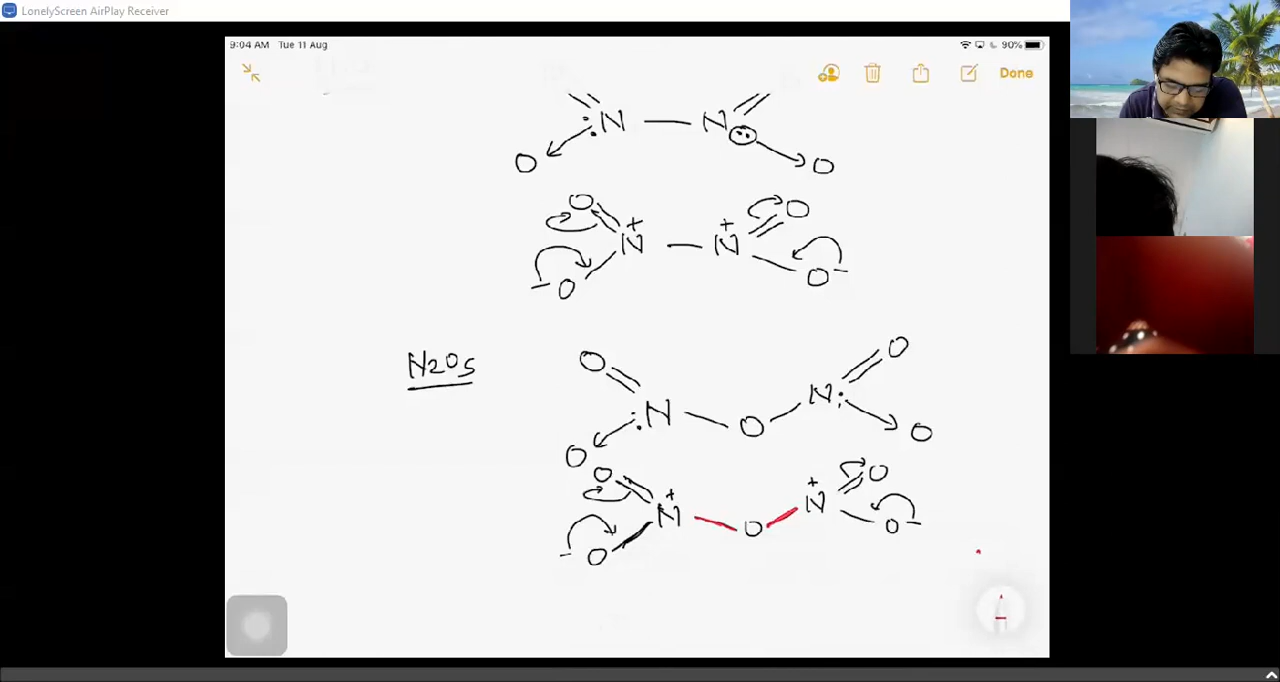 LonelyScreen AirPlay Receiver
9:04 AM Tue 11 Aug 90%
Done
:N — N
O O
O + + O
N — N
-O O-
N2O5 O O
:N O N:
O O
O + + O
N O N
-O O-